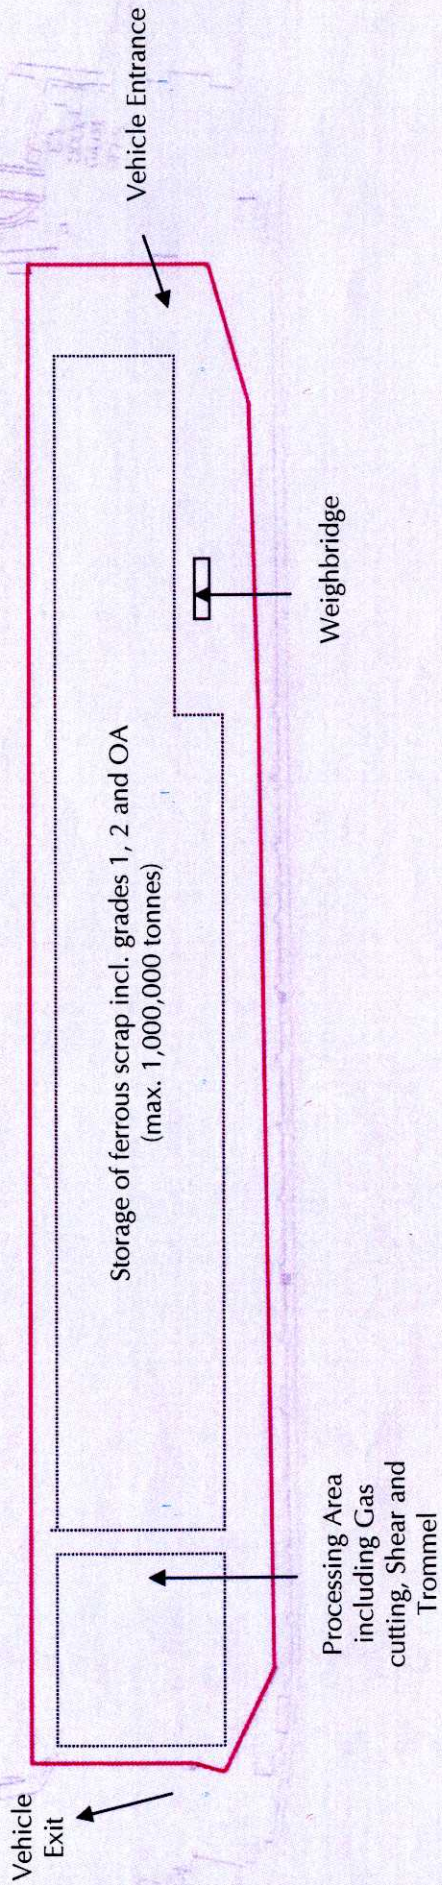 Vehicle
Exit
Processing Area
including Gas
cutting, Shear and
Trommel
Storage of ferrous scrap incl. grades 1, 2 and OA
(max. 1,000,000 tonnes)
Weighbridge
Vehicle Entrance